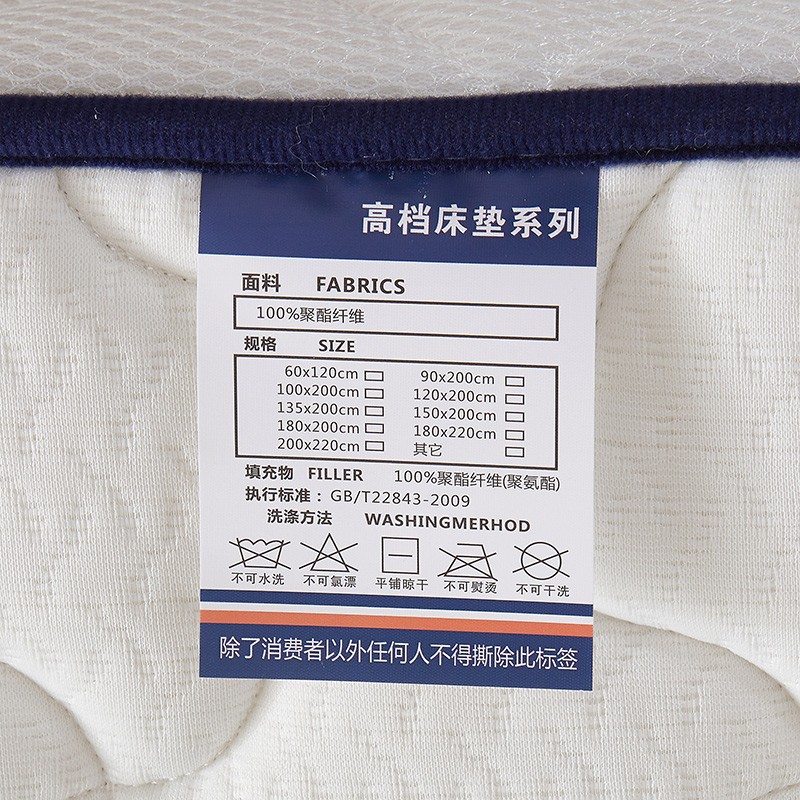 高档床垫系列
面料 FABRICS
100%聚酯纤维
规格 SIZE
60x120cm 90x200cm
100x200cm 120x200cm
135x200cm 150x200cm
180x200cm 180x220cm
200x220cm 其它
填充物 FILLER 100%聚酯纤维(聚氨酯)
执行标准：GB/T22843-2009
洗涤方法 WASHINGMERHOD
不可水洗 不可氯漂 平铺晾干 不可熨烫 不可干洗
除了消费者以外任何人不得撕除此标签